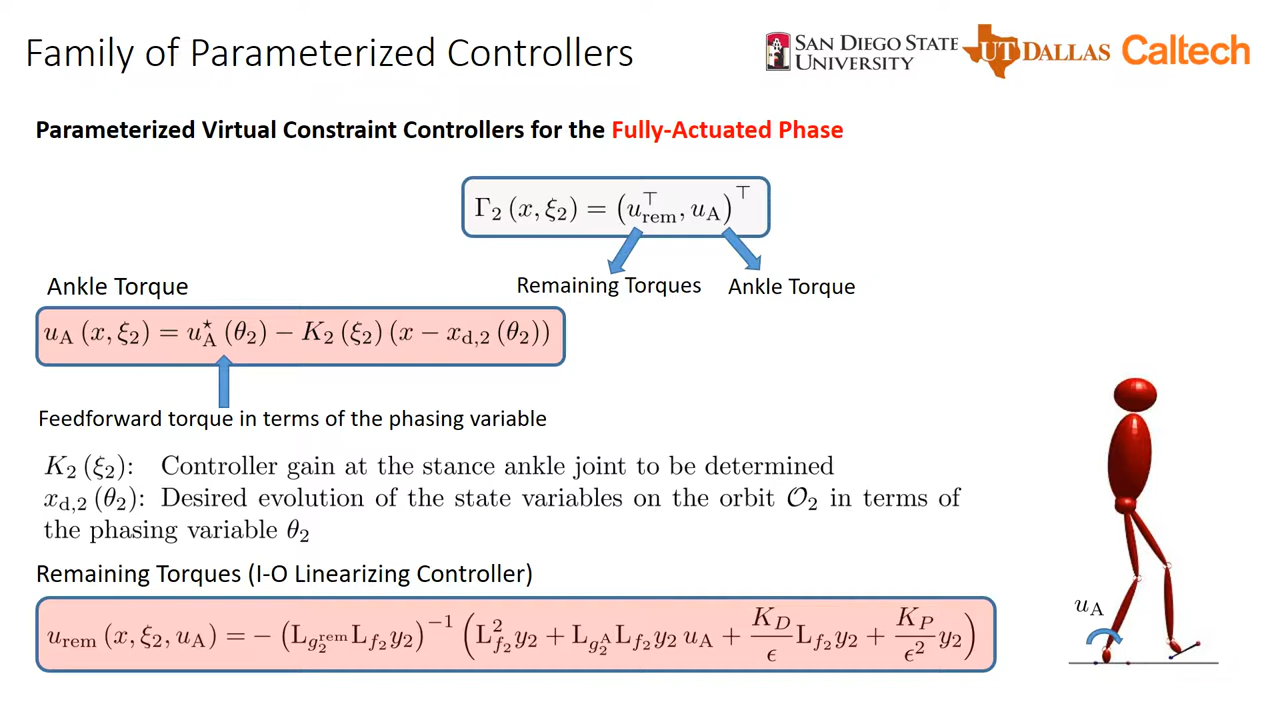 Family of Parameterized Controllers
SAN DIEGO STATE
UNIVERSITY
UT DALLAS
Caltech
Parameterized Virtual Constraint Controllers for the Fully-Actuated Phase
Γ₂ (x, ξ₂) = (u_rem^⊤, u_A)^⊤
Remaining Torques
Ankle Torque
Ankle Torque
u_A (x, ξ₂) = u_A^⋆ (θ₂) − K₂ (ξ₂) (x − x_{d,2} (θ₂))
Feedforward torque in terms of the phasing variable
K₂ (ξ₂): Controller gain at the stance ankle joint to be determined
x_{d,2} (θ₂): Desired evolution of the state variables on the orbit 𝒪₂ in terms of
the phasing variable θ₂
Remaining Torques (I-O Linearizing Controller)
u_rem (x, ξ₂, u_A) = − (L_{g₂^rem} L_{f₂} y₂)^{−1} (L²_{f₂} y₂ + L_{g₂^A} L_{f₂} y₂ u_A + K_D/ϵ L_{f₂} y₂ + K_P/ϵ² y₂)
u_A